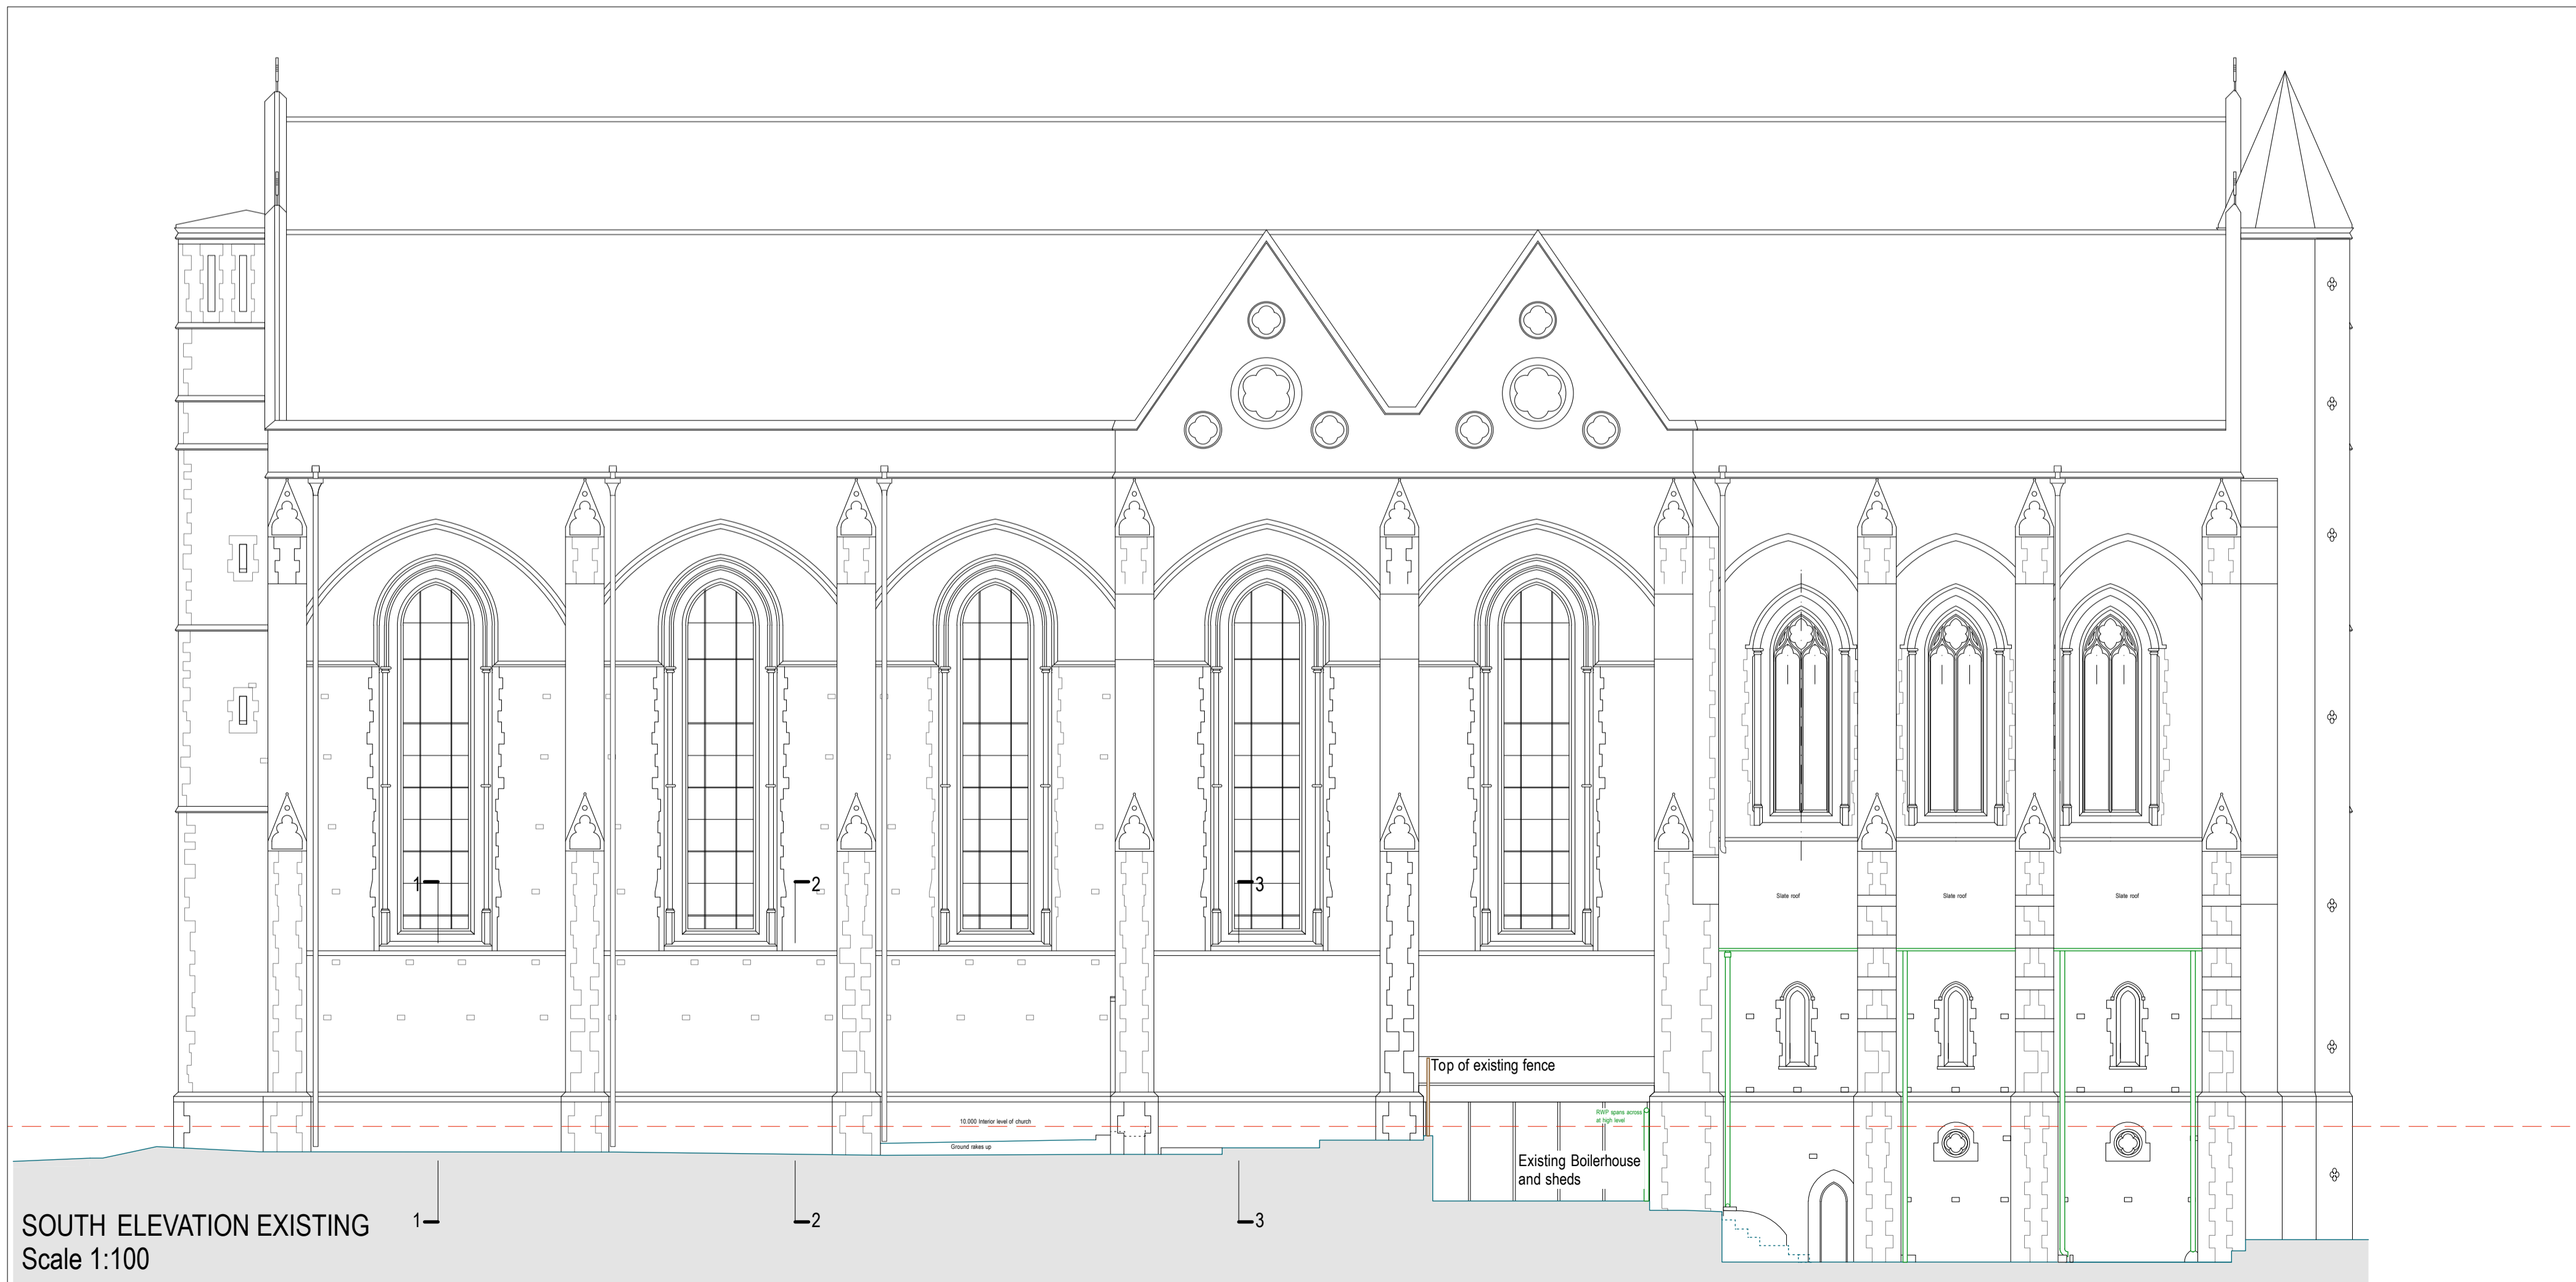 1
2
3
Slate roof
Slate roof
Slate roof
Top of existing fence
RWP spans across
at high level
10.000 Interior level of church
Ground rakes up
Existing Boilerhouse
and sheds
1
2
3
SOUTH ELEVATION EXISTING
Scale 1:100